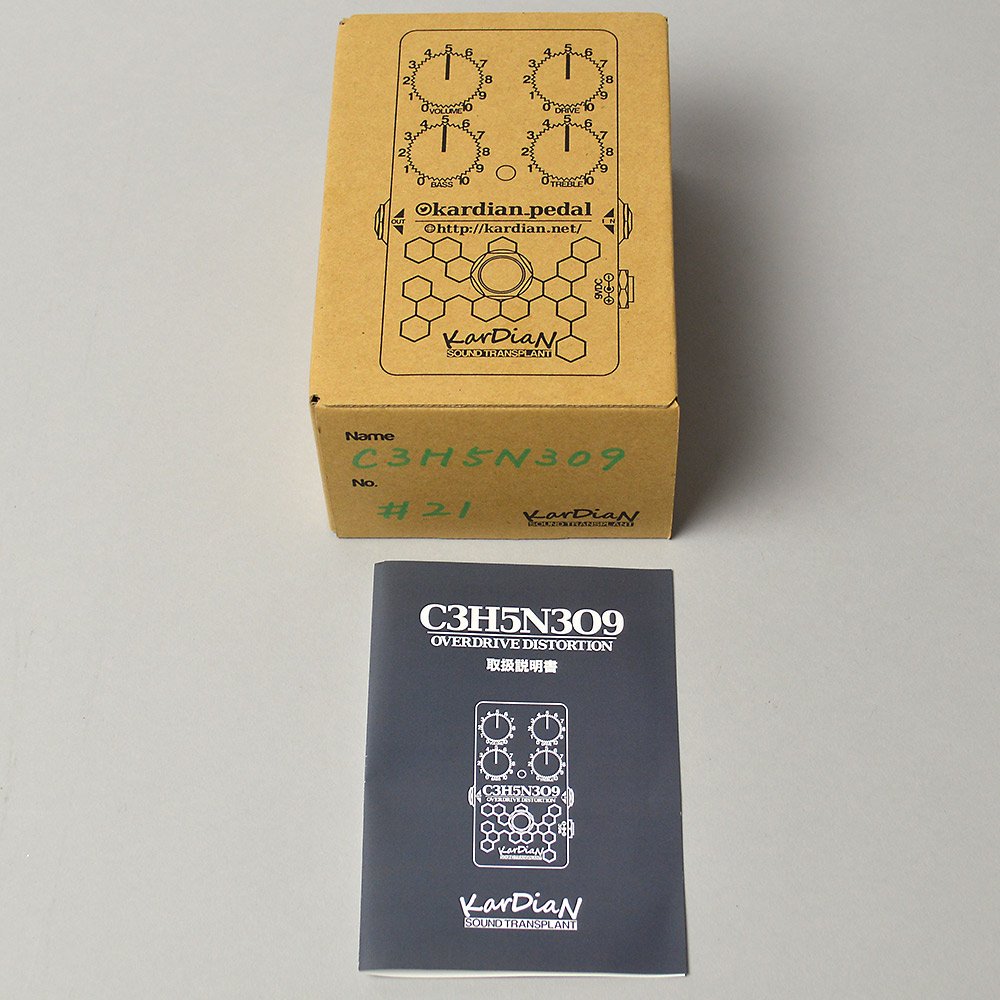 4 5 6
3 7
2 8
1 9
0 10
VOLUME
4 5 6
3 7
2 8
1 9
0 10
DRIVE
4 5 6
3 7
2 8
1 9
0 10
BASS
4 5 6
3 7
2 8
1 9
0 10
TREBLE
kardian_pedal
OUT
http://kardian.net/
9VDC
KarDiaN
SOUND TRANSPLANT
Name
C3H5N3O9
No.
#21
KarDiaN
SOUND TRANSPLANT
C3H5N3O9
OVERDRIVE DISTORTION
取扱説明書
C3H5N3O9
OVERDRIVE DISTORTION
KarDiaN
KarDiaN
SOUND TRANSPLANT